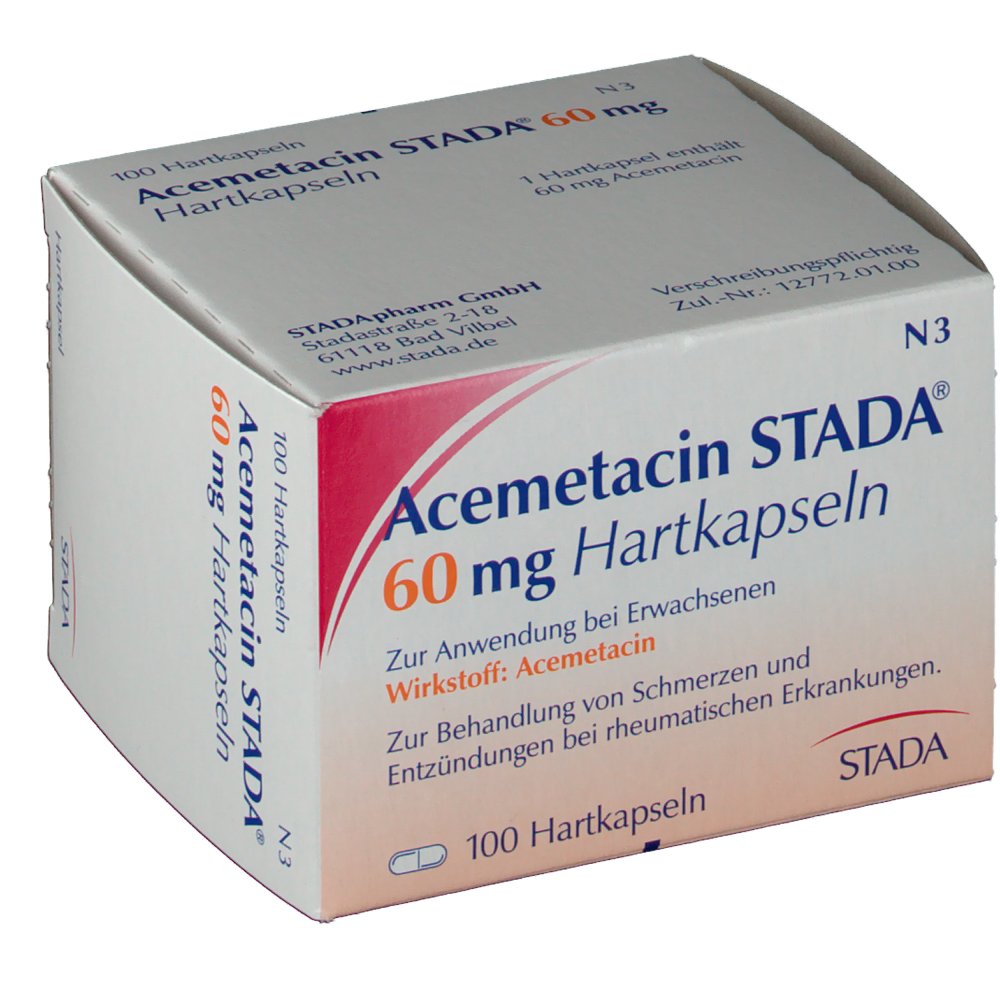 N3
100 Hartkapseln
Acemetacin STADA® 60 mg
Hartkapseln
1 Hartkapsel enthält
60 mg Acemetacin
STADApharm GmbH
Stadastraße 2-18
61118 Bad Vilbel
www.stada.de
Verschreibungspflichtig
Zul.-Nr.: 12772.01.00
N3
Acemetacin STADA®
60 mg Hartkapseln
Zur Anwendung bei Erwachsenen
Wirkstoff: Acemetacin
Zur Behandlung von Schmerzen und
Entzündungen bei rheumatischen Erkrankungen.
STADA
100 Hartkapseln
100 Hartkapseln
N3
Acemetacin STADA®
60 mg Hartkapseln
Hartkapsel
STADA